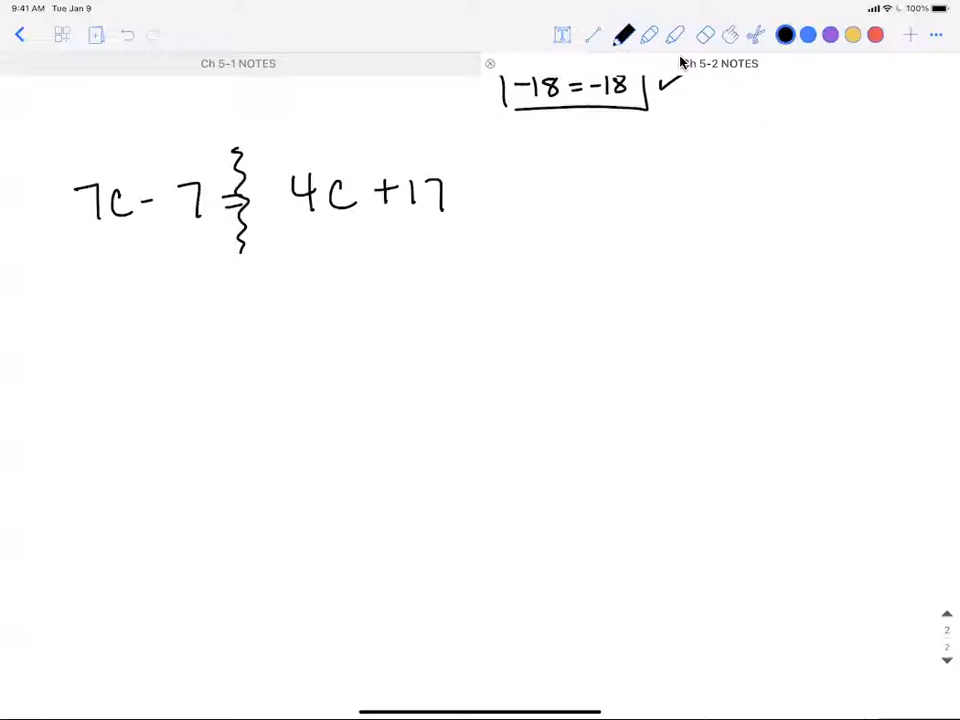 9:41 AM Tue Jan 9
100%
Ch 5-1 NOTES
Ch 5-2 NOTES
-18 = -18 ✓
7c - 7 = 4c + 17
2
2